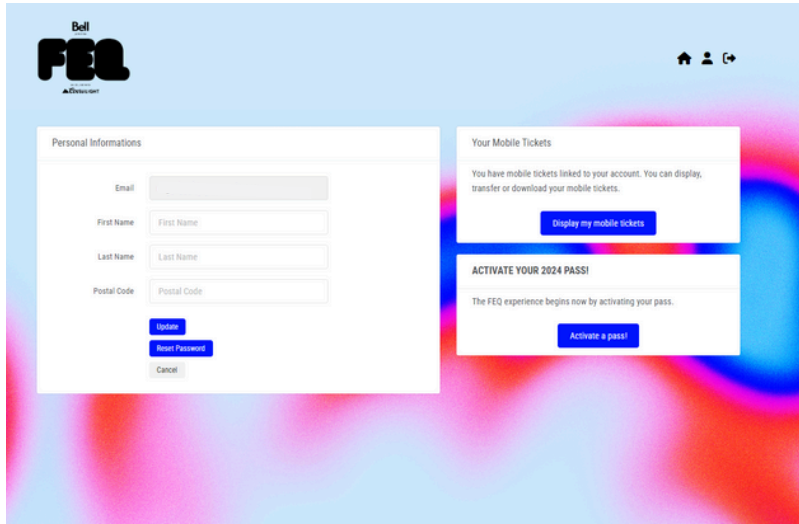 Bell
FEQ
Personal Informations
Email
First Name
First Name
Last Name
Last Name
Postal Code
Postal Code
Update
Reset Password
Cancel
Your Mobile Tickets
You have mobile tickets linked to your account. You can display,
transfer or download your mobile tickets.
Display my mobile tickets
ACTIVATE YOUR 2024 PASS!
The FEQ experience begins now by activating your pass.
Activate a pass!